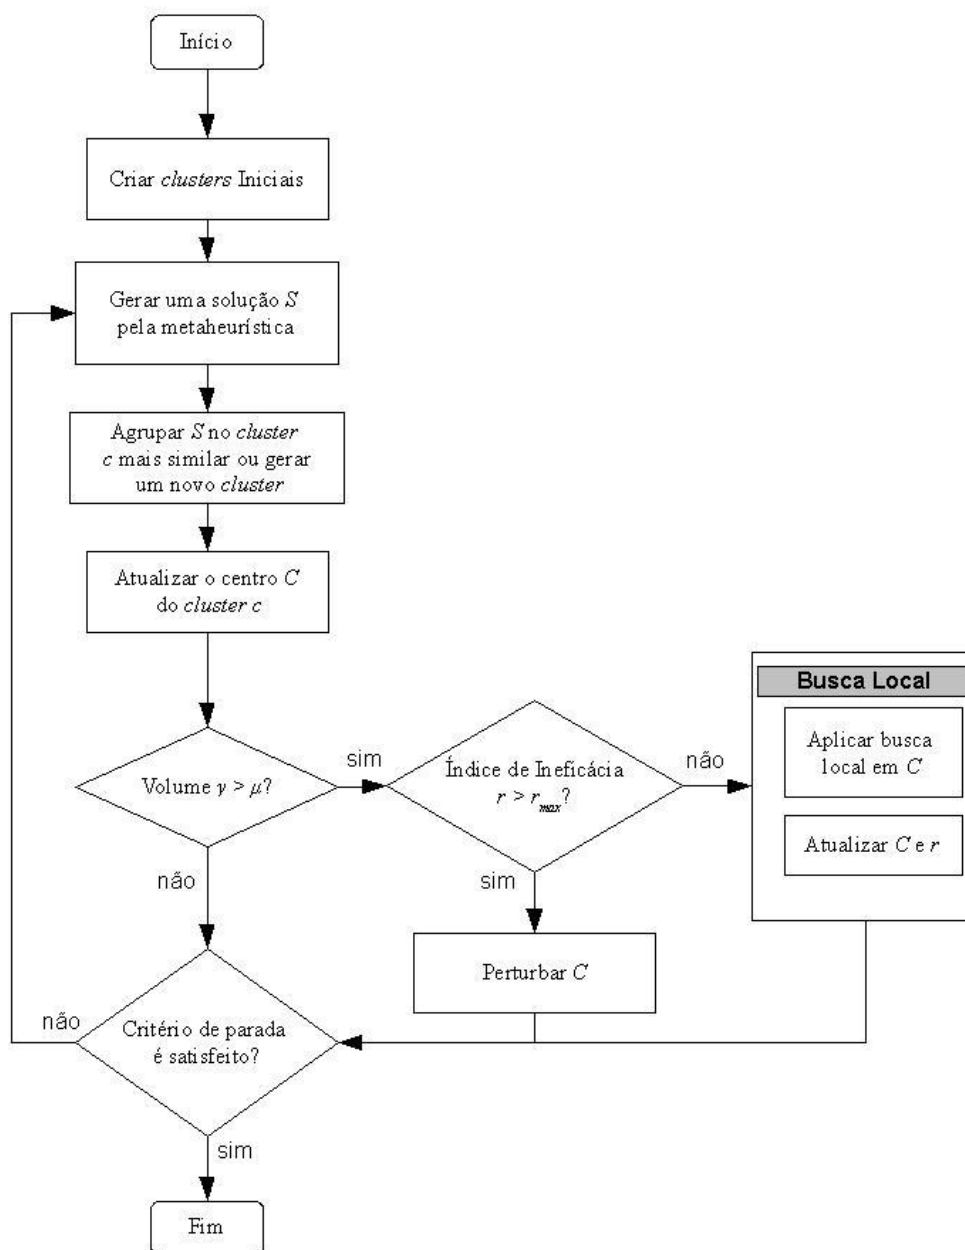 Início
Criar clusters Iniciais
Gerar uma solução S
pela metaheurística
Agrupar S no cluster
c mais similar ou gerar
um novo cluster
Atualizar o centro C
do cluster c
Volume γ > μ?
sim
Índice de Ineficácia
r > r_max?
não
Busca Local
Aplicar busca
local em C
Atualizar C e r
não
sim
Perturbar C
não
Critério de parada
é satisfeito?
sim
Fim